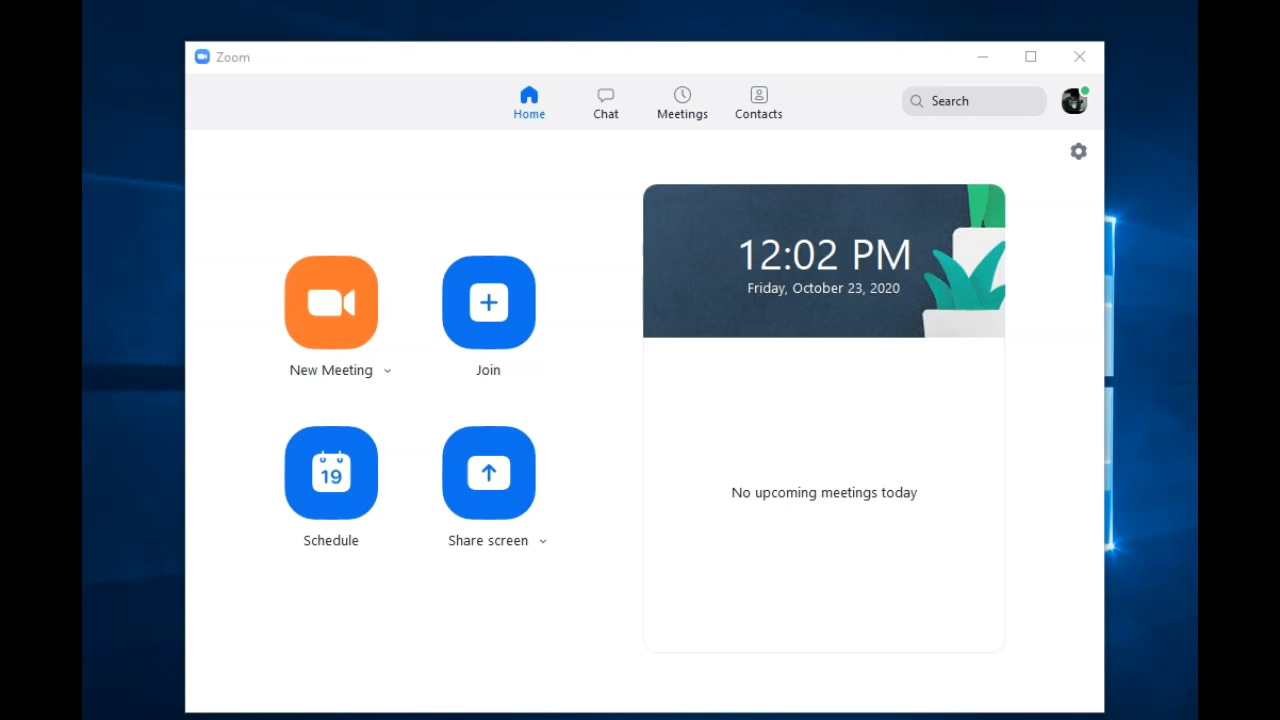 Zoom
Home
Chat
Meetings
Contacts
Search
12:02 PM
Friday, October 23, 2020
New Meeting
Join
19
Schedule
Share screen
No upcoming meetings today